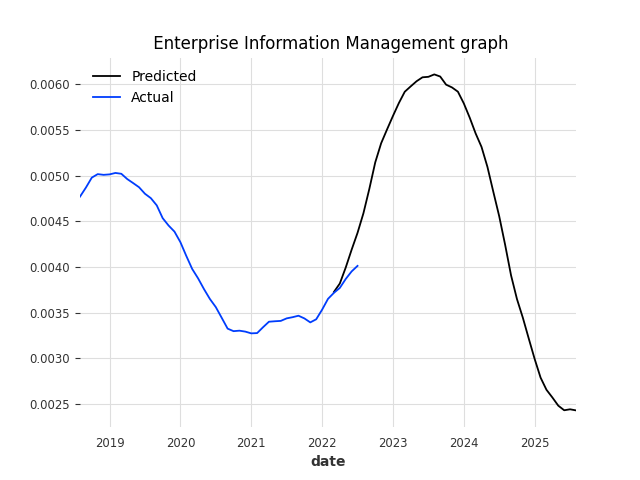 Enterprise Information Management graph
Predicted
Actual
0.0060
0.0055
0.0050
0.0045
0.0040
0.0035
0.0030
0.0025
2019 2020 2021 2022 2023 2024 2025
date